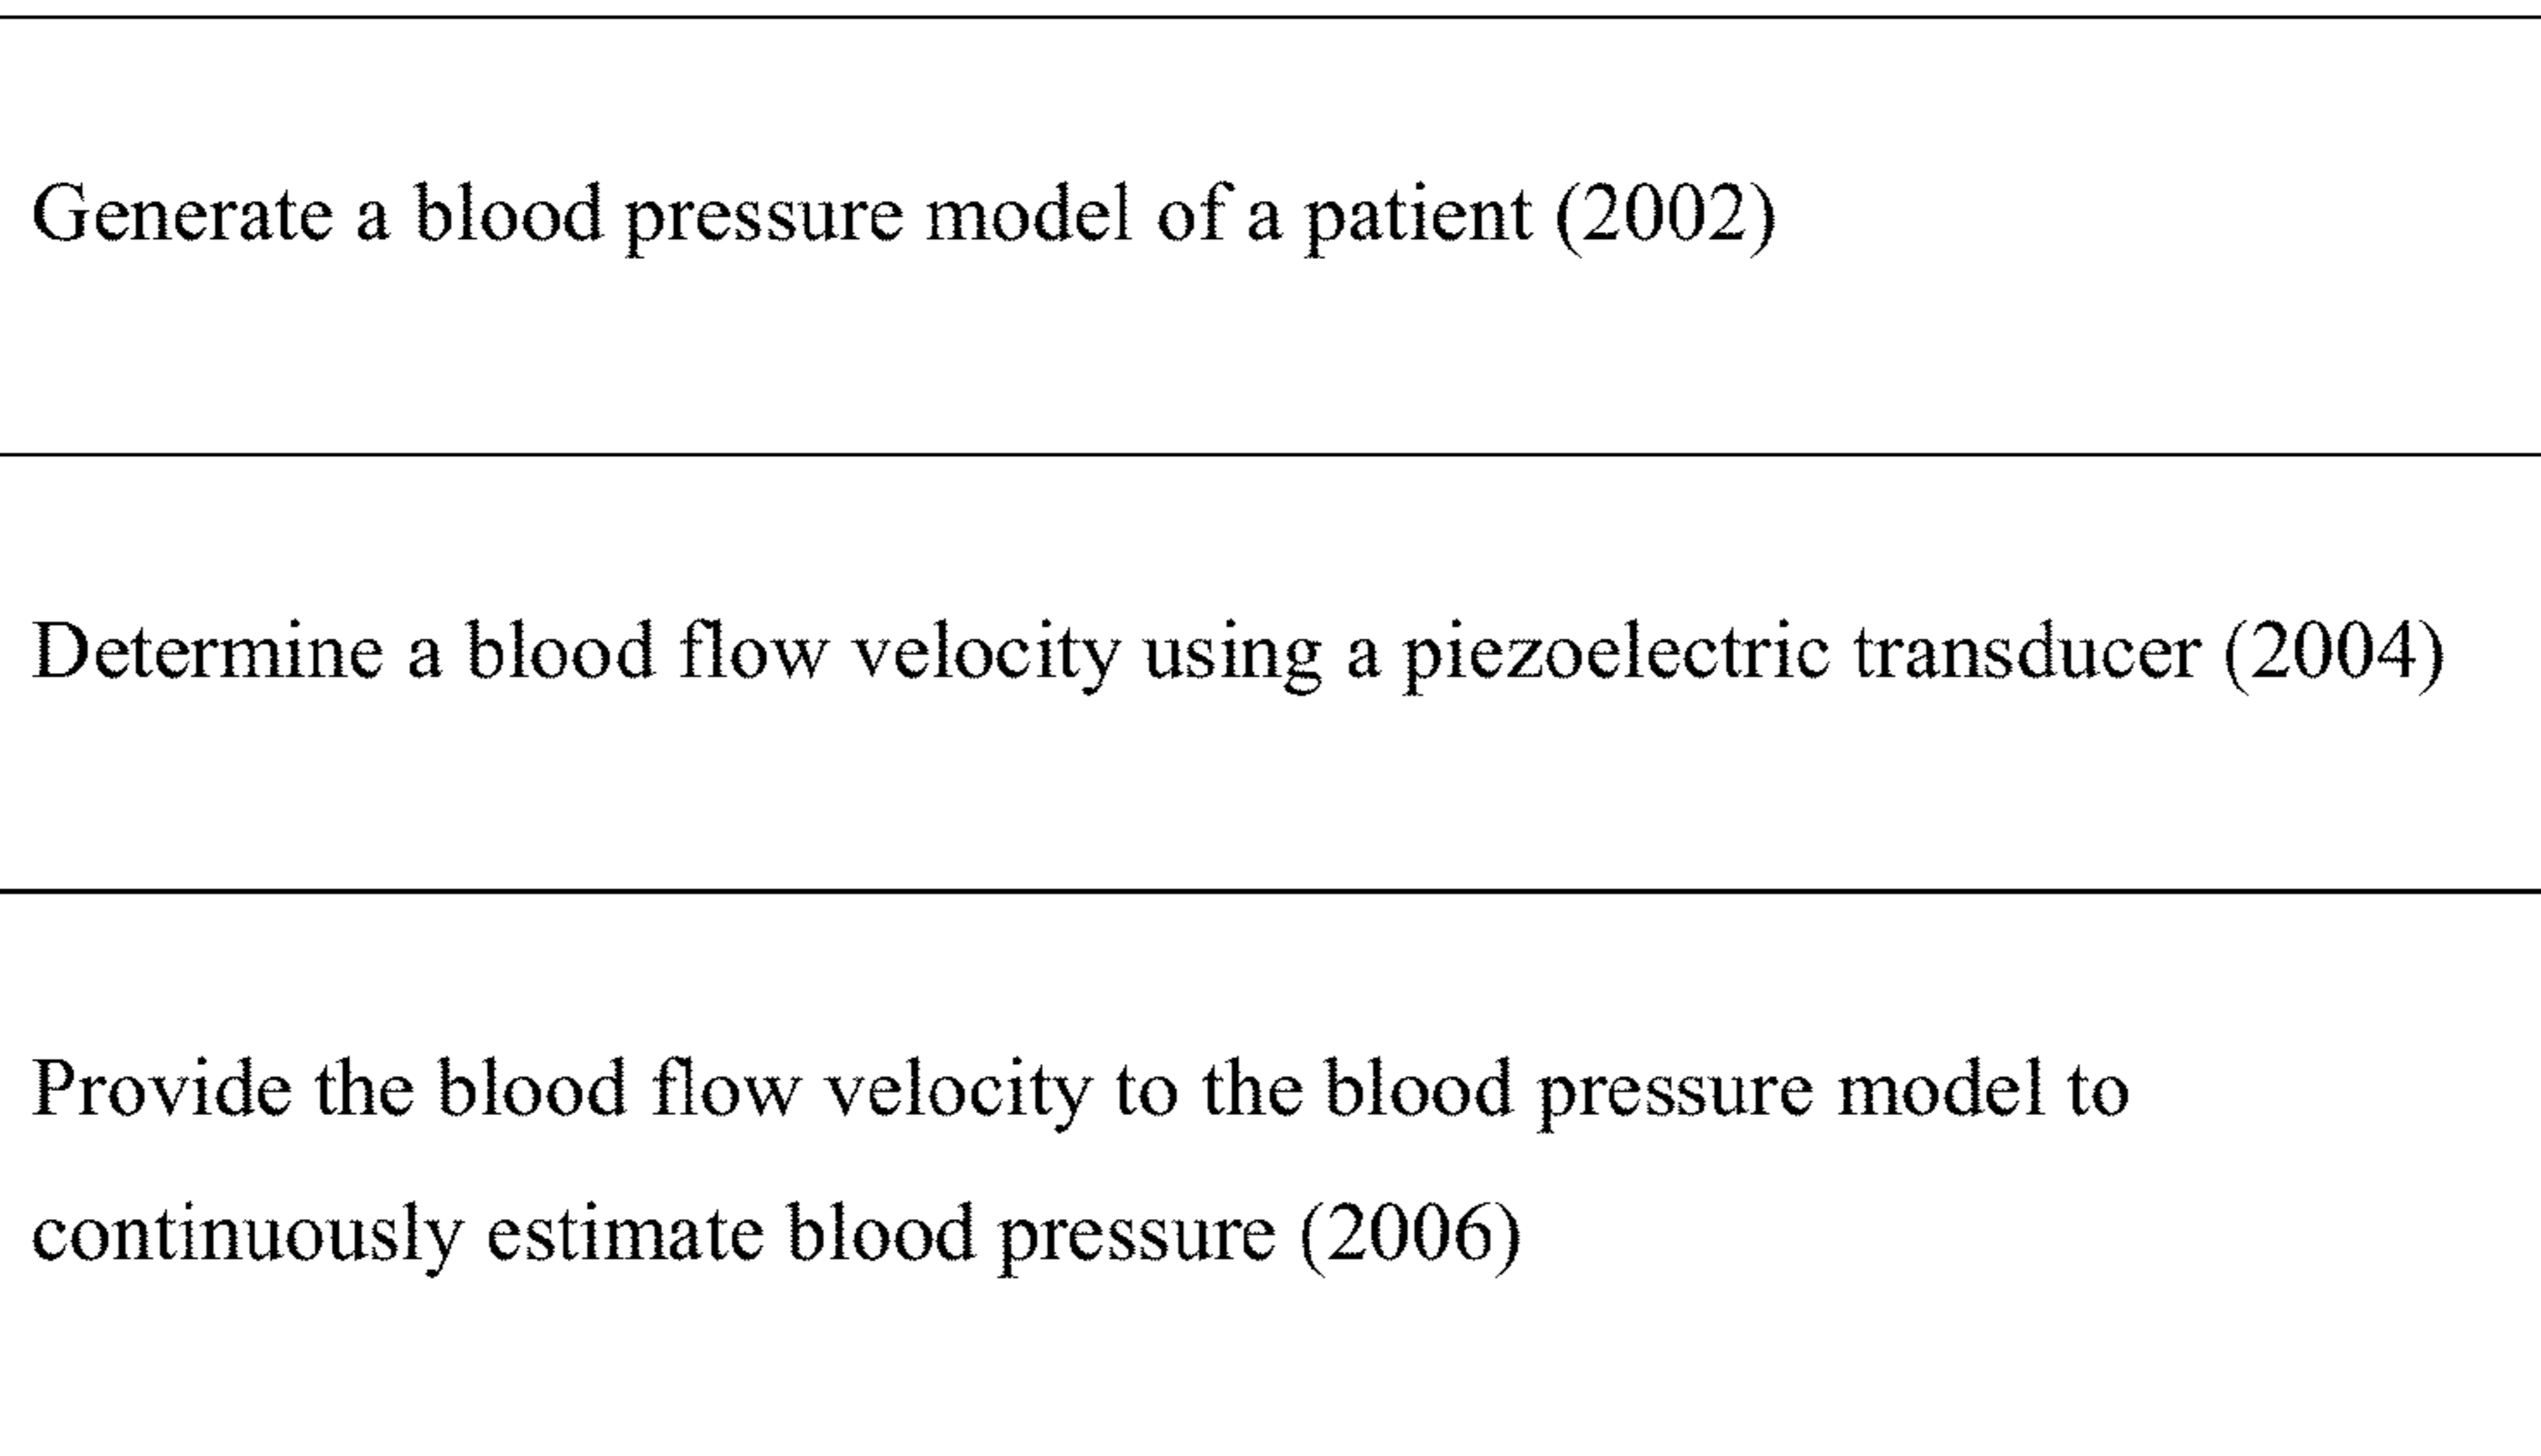 Generate a blood pressure model of a patient (2002)
Determine a blood flow velocity using a piezoelectric transducer (2004)
Provide the blood flow velocity to the blood pressure model to
continuously estimate blood pressure (2006)